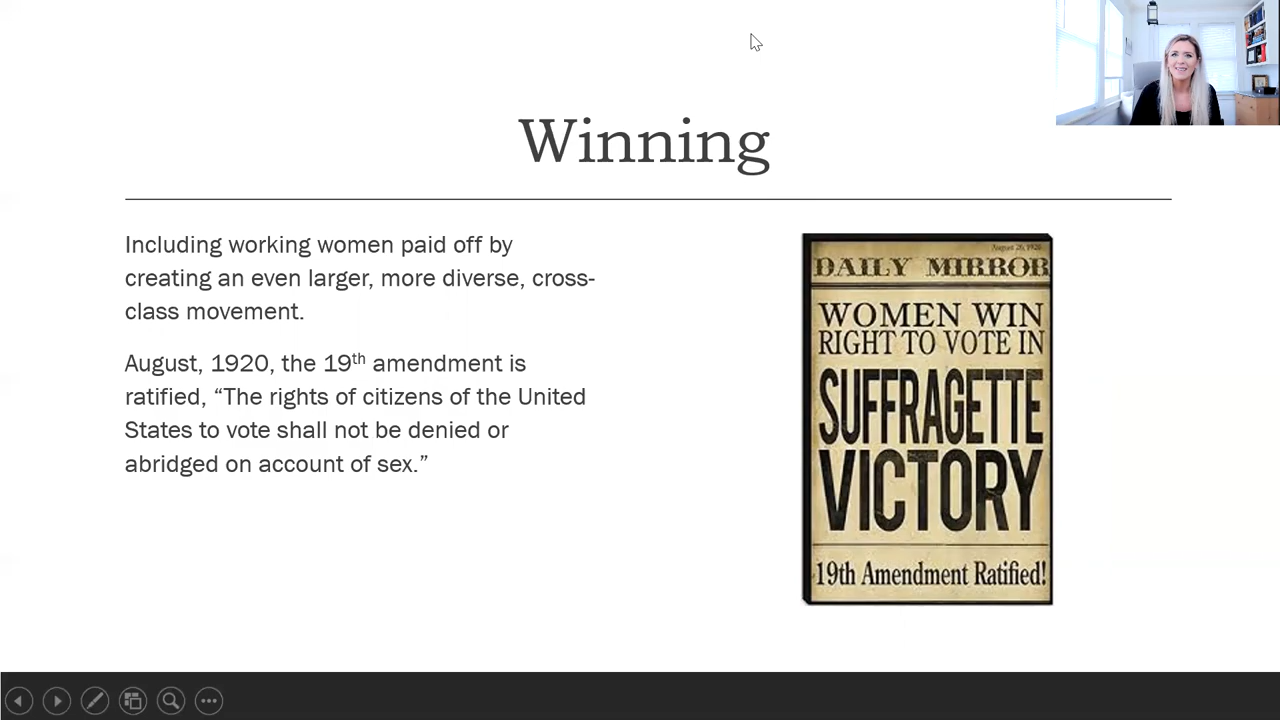 Winning
Including working women paid off by
creating an even larger, more diverse, cross-
class movement.
August, 1920, the 19th amendment is
ratified, “The rights of citizens of the United
States to vote shall not be denied or
abridged on account of sex.”
August 26, 1920
DAILY MIRROR
WOMEN WIN
RIGHT TO VOTE IN
SUFFRAGETTE
VICTORY
19th Amendment Ratified!